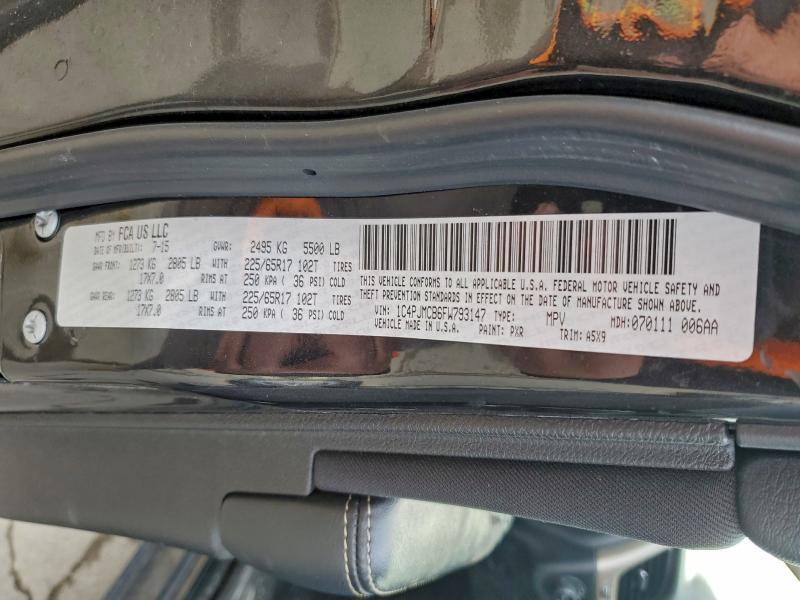 MFD BY FCA US LLC
DATE OF MFD(BUILT): 7-15 GVWR: 2495 KG 5500 LB
GAWR FRONT: 1273 KG 2805 LB WITH 225/65R17 102T TIRES
17X7.0 RIMS AT 250 KPA ( 36 PSI) COLD
GAWR REAR: 1273 KG 2805 LB WITH 225/65R17 102T TIRES
17X7.0 RIMS AT 250 KPA ( 36 PSI) COLD
THIS VEHICLE CONFORMS TO ALL APPLICABLE U.S.A. FEDERAL MOTOR VEHICLE SAFETY AND
THEFT PREVENTION STANDARDS IN EFFECT ON THE DATE OF MANUFACTURE SHOWN ABOVE.
VIN: 1C4PJMCB6FW793147 TYPE: MPV MDH: 070111 006AA
VEHICLE MADE IN U.S.A. PAINT: PXR TRIM: A5X9